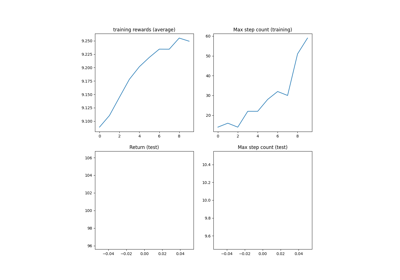 training rewards (average)
9.250
9.225
9.200
9.175
9.150
9.125
9.100
0 2 4 6 8
Max step count (training)
60
50
40
30
20
0 2 4 6 8
Return (test)
106
104
102
100
98
96
−0.04 −0.02 0.00 0.02 0.04
Max step count (test)
10.4
10.2
10.0
9.8
9.6
−0.04 −0.02 0.00 0.02 0.04